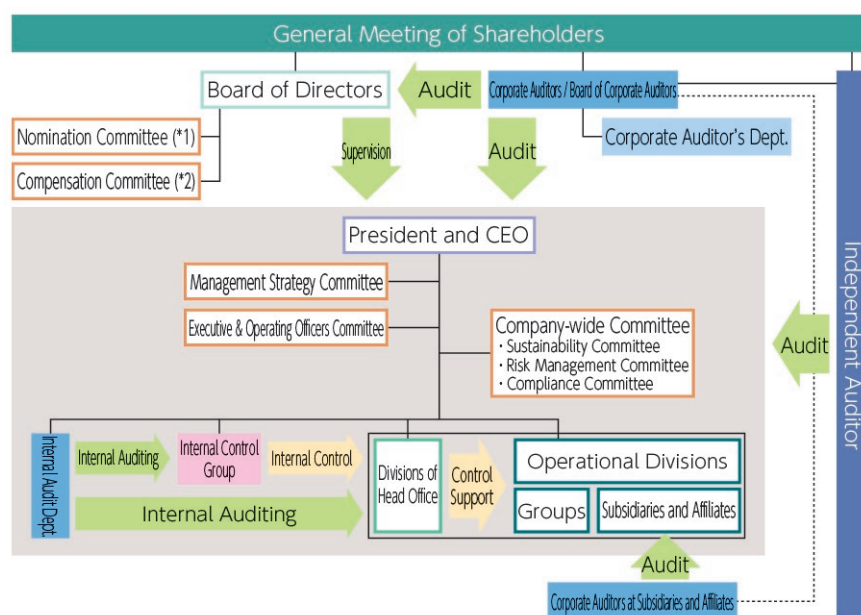 General Meeting of Shareholders
Board of Directors
Audit
Corporate Auditors / Board of Corporate Auditors
Nomination Committee (*1)
Compensation Committee (*2)
Supervision
Audit
Corporate Auditor's Dept.
President and CEO
Management Strategy Committee
Executive & Operating Officers Committee
Company-wide Committee
・Sustainability Committee
・Risk Management Committee
・Compliance Committee
Audit
Independent Auditor
Internal Audit Dept.
Internal Auditing
Internal Control
Group
Internal Control
Internal Auditing
Divisions of
Head Office
Control
Support
Operational Divisions
Groups
Subsidiaries and Affiliates
Audit
Corporate Auditors at Subsidiaries and Affiliates